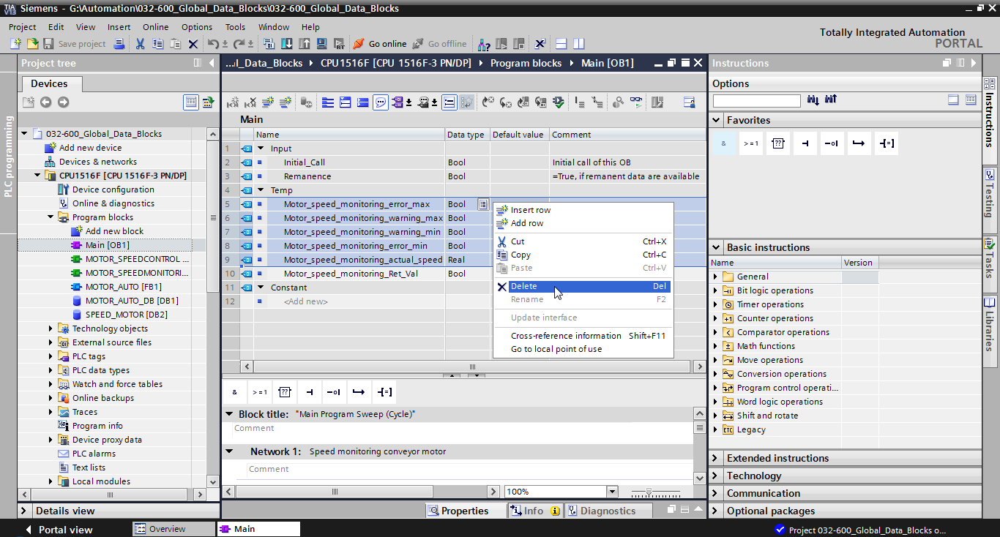 TIA V13 Siemens - G:\Automation\032-600_Global_Data_Blocks\032-600_Global_Data_Blocks
Project Edit View Insert Online Options Tools Window Help
Totally Integrated Automation
PORTAL
Save project Go online Go offline
Project tree
Devices
PLC programming
032-600_Global_Data_Blocks
Add new device
Devices & networks
CPU1516F [CPU 1516F-3 PN/DP]
Device configuration
Online & diagnostics
Program blocks
Add new block
Main [OB1]
MOTOR_SPEEDCONTROL ...
MOTOR_SPEEDMONITORI...
MOTOR_AUTO [FB1]
MOTOR_AUTO_DB [DB1]
SPEED_MOTOR [DB2]
Technology objects
External source files
PLC tags
PLC data types
Watch and force tables
Online backups
Traces
Program info
Device proxy data
PLC alarms
Text lists
Local modules
Details view
...l_Data_Blocks CPU1516F [CPU 1516F-3 PN/DP] Program blocks Main [OB1]
Main
Name Data type Default value Comment
1 Input
2 Initial_Call Bool Initial call of this OB
3 Remanence Bool =True, if remanent data are available
4 Temp
5 Motor_speed_monitoring_error_max Bool
6 Motor_speed_monitoring_warning_max Bool
7 Motor_speed_monitoring_warning_min Bool
8 Motor_speed_monitoring_error_min Bool
9 Motor_speed_monitoring_actual_speed Real
10 Motor_speed_monitoring_Ret_Val Bool
11 Constant
12 <Add new>
Insert row
Add row
Cut Ctrl+X
Copy Ctrl+C
Paste Ctrl+V
Delete Del
Rename F2
Update interface
Cross-reference information Shift+F11
Go to local point of use
& >=1 ??
Block title: "Main Program Sweep (Cycle)"
Comment
Network 1: Speed monitoring conveyor motor
Comment
100%
Properties Info Diagnostics
Instructions
Options
Favorites
& >=1 ??
Basic instructions
Name Version
General
Bit logic operations
Timer operations
Counter operations
Comparator operations
Math functions
Move operations
Conversion operations
Program control operati...
Word logic operations
Shift and rotate
Legacy
Extended instructions
Technology
Communication
Optional packages
Instructions
Testing
Tasks
Libraries
Portal view Overview Main Project 032-600_Global_Data_Blocks o...